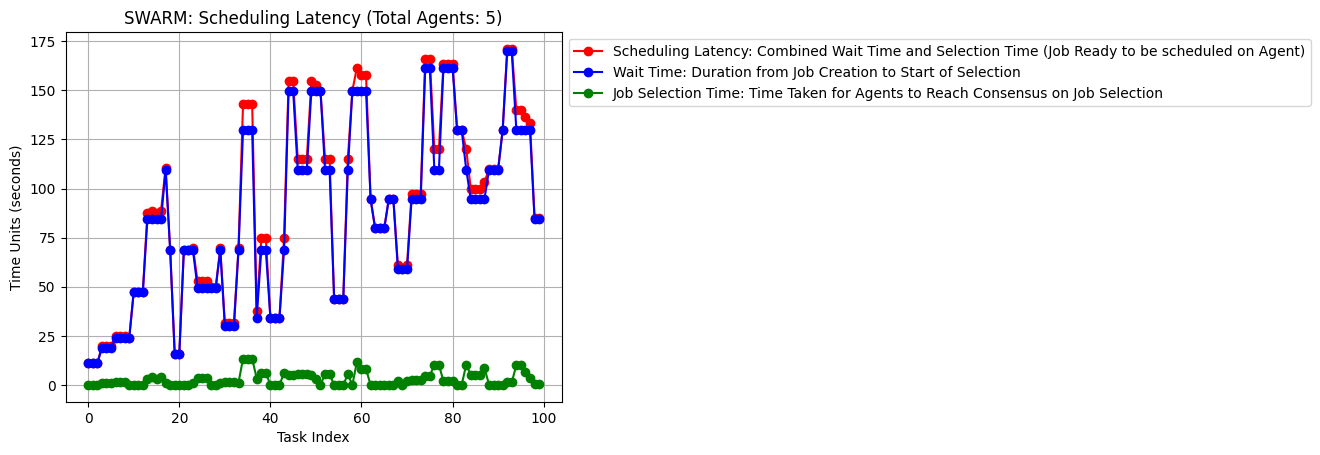 SWARM: Scheduling Latency (Total Agents: 5)
Scheduling Latency: Combined Wait Time and Selection Time (Job Ready to be scheduled on Agent)
Wait Time: Duration from Job Creation to Start of Selection
Job Selection Time: Time Taken for Agents to Reach Consensus on Job Selection
Time Units (seconds)
175
150
125
100
75
50
25
0
0 20 40 60 80 100
Task Index